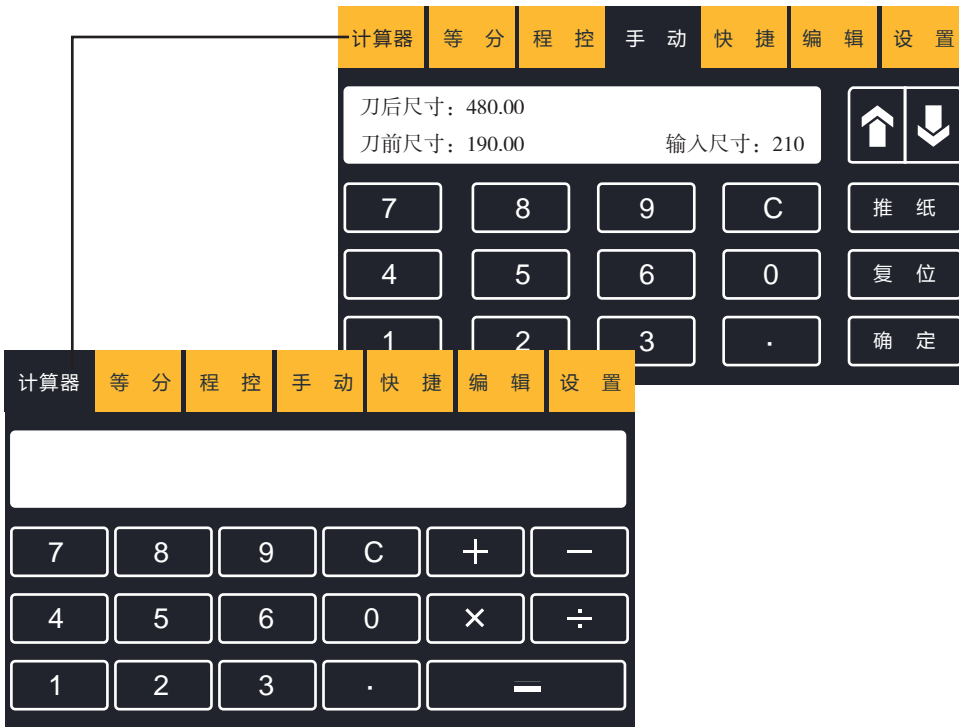 计算器 等 分 程 控 手 动 快 捷 编 辑 设 置
刀后尺寸：480.00
刀前尺寸：190.00 输入尺寸：210
7 8 9 C 推 纸
4 5 6 0 复 位
1 2 3 . 确 定
计算器 等 分 程 控 手 动 快 捷 编 辑 设 置
7 8 9 C + −
4 5 6 0 × ÷
1 2 3 . =